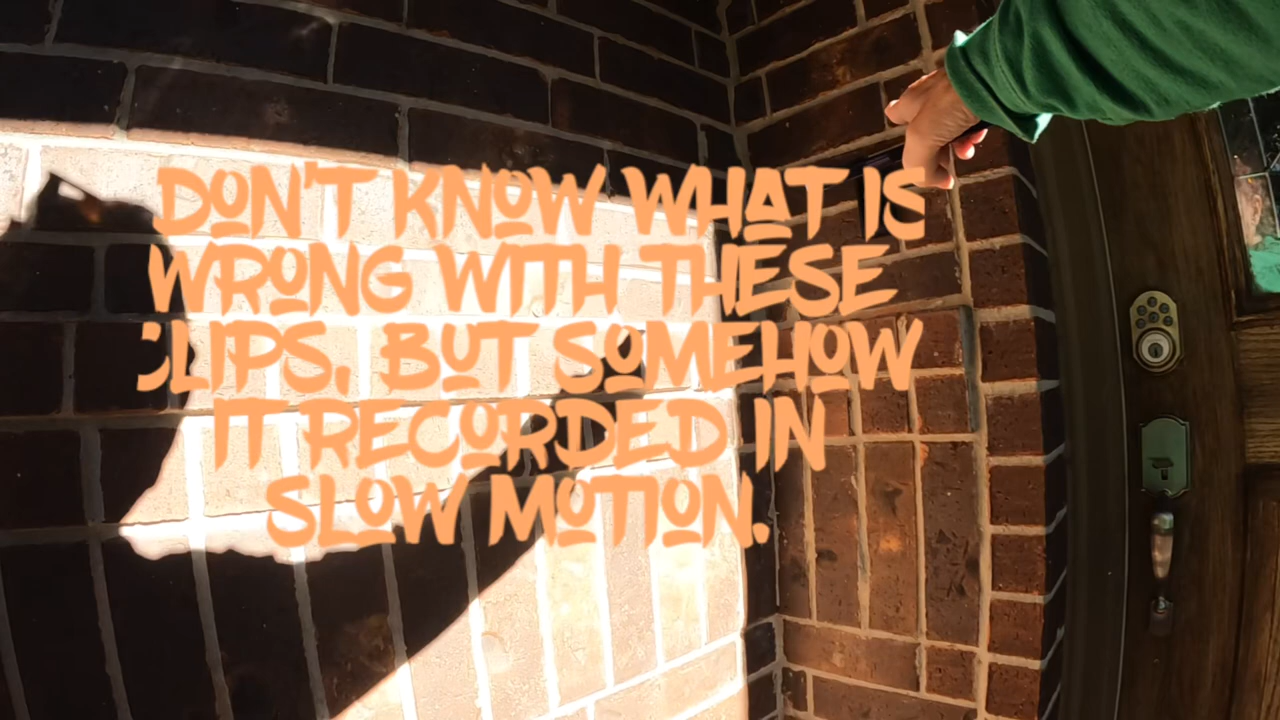 DON'T KNOW WHAT IS
WRONG WITH THESE
CLIPS, BUT SOMEHOW
IT RECORDED IN
SLOW MOTION.